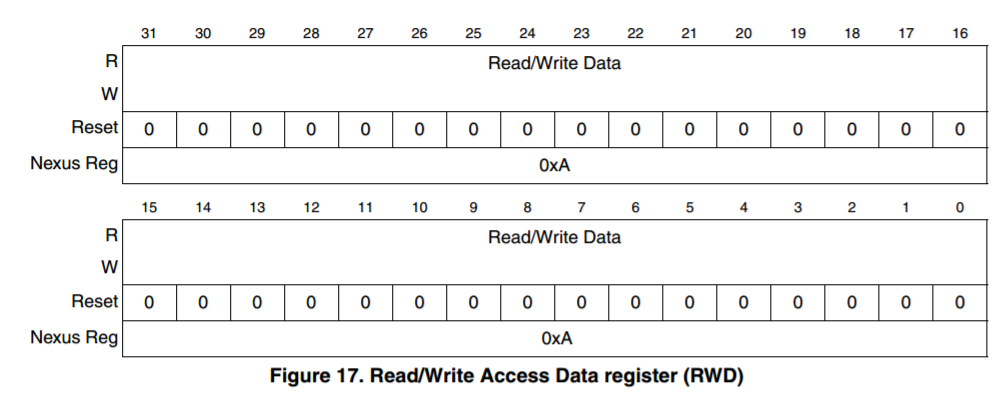 31 30 29 28 27 26 25 24 23 22 21 20 19 18 17 16
R Read/Write Data
W
Reset 0 0 0 0 0 0 0 0 0 0 0 0 0 0 0 0
Nexus Reg 0xA
15 14 13 12 11 10 9 8 7 6 5 4 3 2 1 0
R Read/Write Data
W
Reset 0 0 0 0 0 0 0 0 0 0 0 0 0 0 0 0
Nexus Reg 0xA
Figure 17. Read/Write Access Data register (RWD)